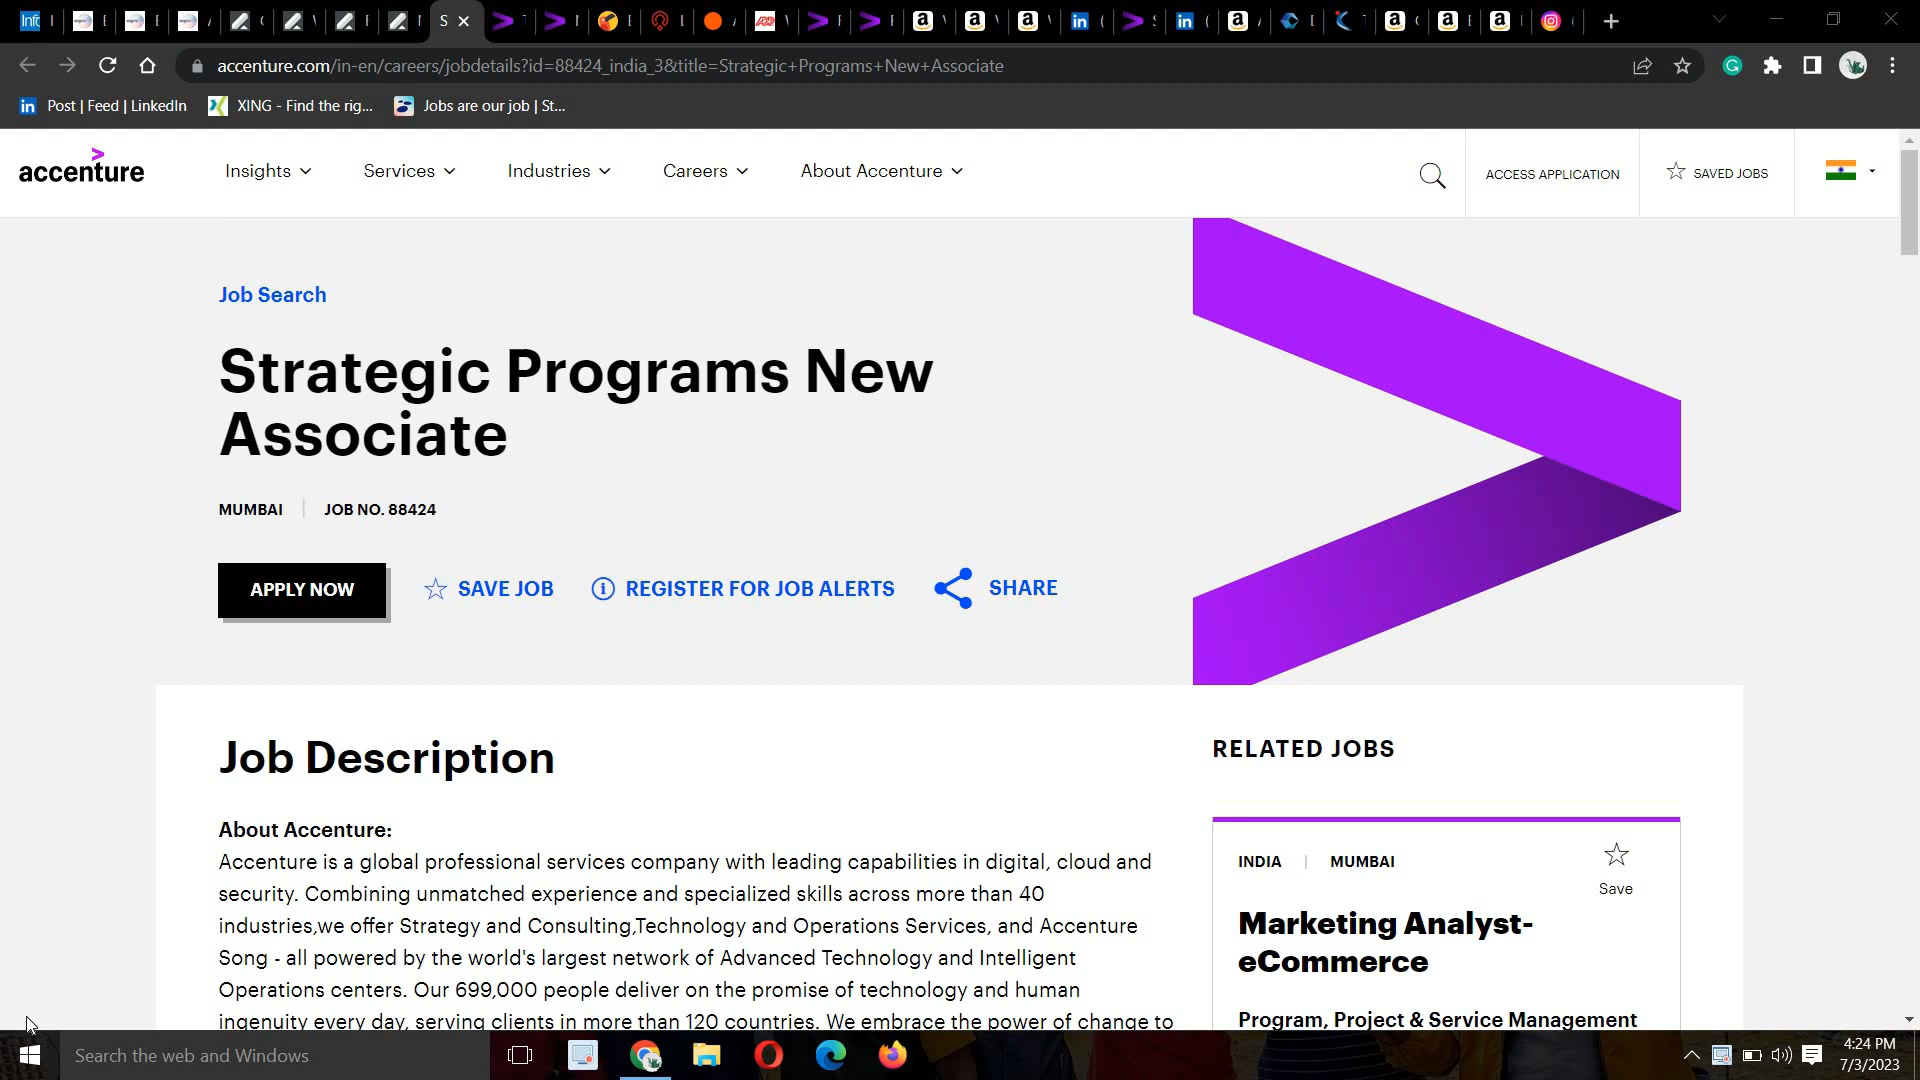 S
accenture.com/in-en/careers/jobdetails?id=88424_india_3&title=Strategic+Programs+New+Associate
Post | Feed | LinkedIn
XING - Find the rig...
Jobs are our job | St...
accenture
Insights
Services
Industries
Careers
About Accenture
ACCESS APPLICATION
SAVED JOBS
Job Search
Strategic Programs New
Associate
MUMBAI
JOB NO. 88424
APPLY NOW
SAVE JOB
REGISTER FOR JOB ALERTS
SHARE
Job Description
About Accenture:
Accenture is a global professional services company with leading capabilities in digital, cloud and
security. Combining unmatched experience and specialized skills across more than 40
industries,we offer Strategy and Consulting,Technology and Operations Services, and Accenture
Song - all powered by the world's largest network of Advanced Technology and Intelligent
Operations centers. Our 699,000 people deliver on the promise of technology and human
ingenuity every day, serving clients in more than 120 countries. We embrace the power of change to
RELATED JOBS
INDIA | MUMBAI
Save
Marketing Analyst-
eCommerce
Program, Project & Service Management
Search the web and Windows
4:24 PM
7/3/2023